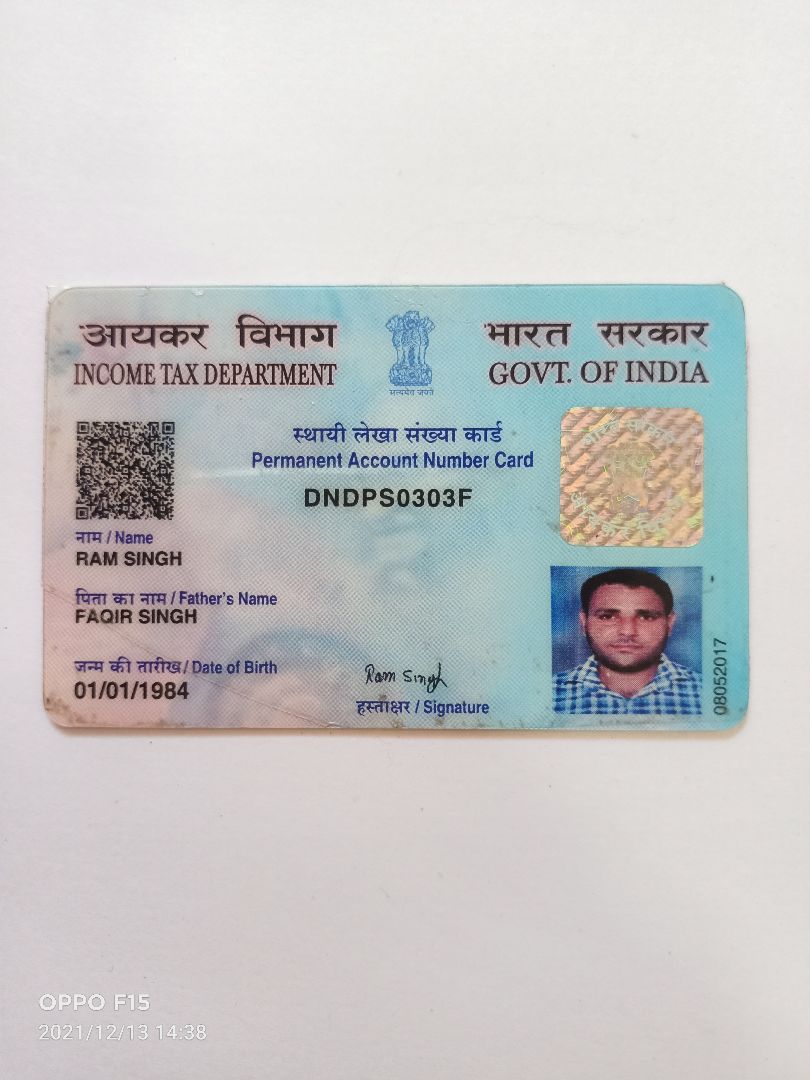 आयकर विभाग
INCOME TAX DEPARTMENT
सत्यमेव जयते
भारत सरकार
GOVT. OF INDIA
स्थायी लेखा संख्या कार्ड
Permanent Account Number Card
DNDPS0303F
नाम / Name
RAM SINGH
पिता का नाम / Father's Name
FAQIR SINGH
जन्म की तारीख / Date of Birth
01/01/1984
Ram Singh
हस्ताक्षर / Signature
08052017
OPPO F15
2021/12/13 14:38